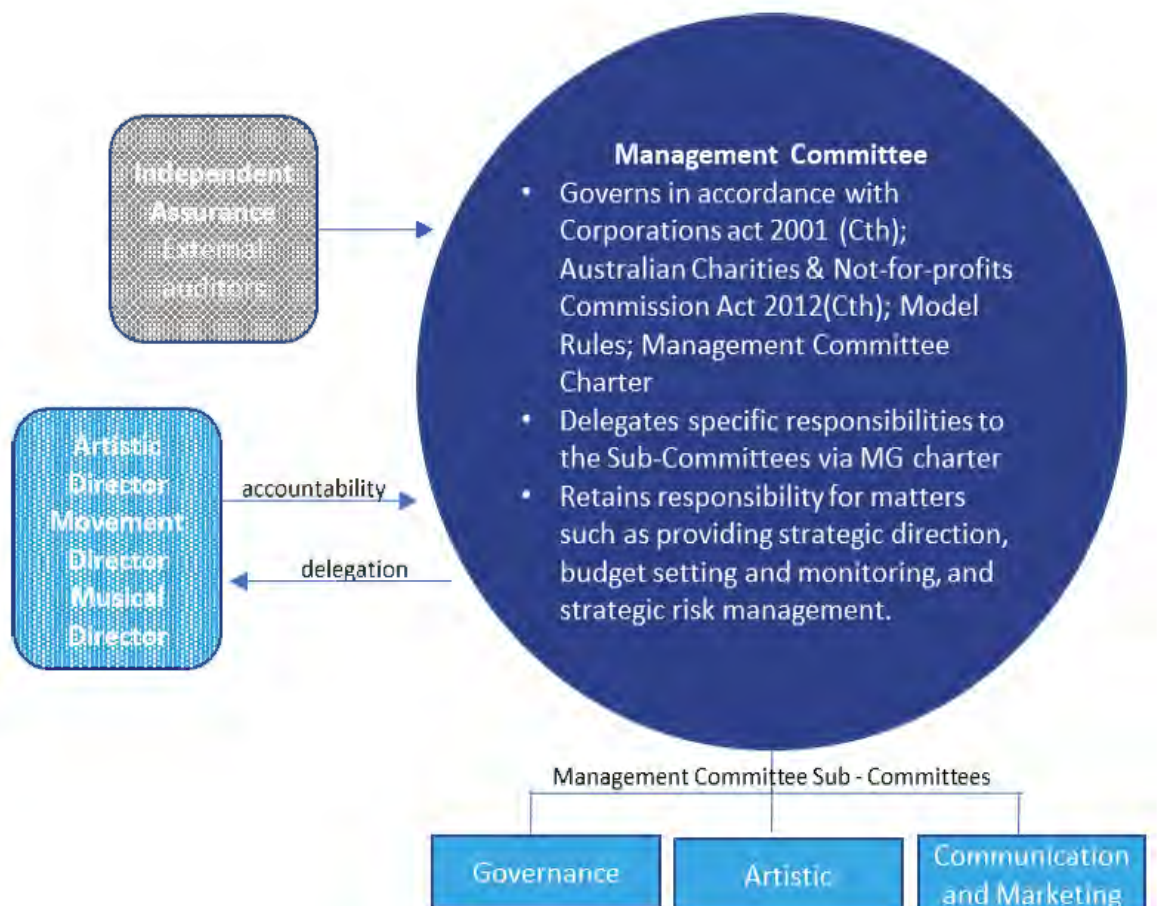 Independent
Assurance
External
auditors
Management Committee
• Governs in accordance with
Corporations act 2001 (Cth);
Australian Charities & Not-for-profits
Commission Act 2012(Cth); Model
Rules; Management Committee
Charter
• Delegates specific responsibilities to
the Sub-Committees via MG charter
• Retains responsibility for matters
such as providing strategic direction,
budget setting and monitoring, and
strategic risk management.
Artistic
Director
Movement
Director
Musical
Director
accountability
delegation
Management Committee Sub - Committees
Governance
Artistic
Communication
and Marketing